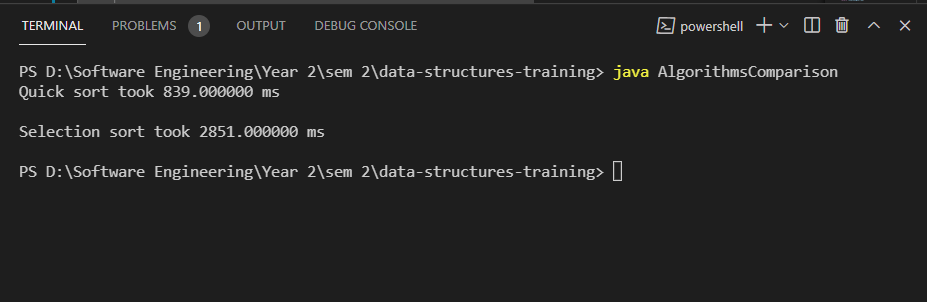 TERMINAL PROBLEMS 1 OUTPUT DEBUG CONSOLE powershell
PS D:\Software Engineering\Year 2\sem 2\data-structures-training> java AlgorithmsComparison
Quick sort took 839.000000 ms
Selection sort took 2851.000000 ms
PS D:\Software Engineering\Year 2\sem 2\data-structures-training>